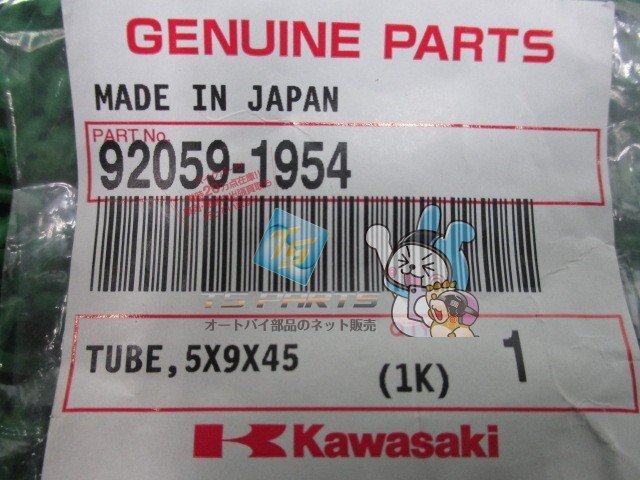 GENUINE PARTS
MADE IN JAPAN
PART No.
92059-1954
TS PARTS
オートバイ部品のネット販売
TUBE,5X9X45
(1K)
1
Kawasaki